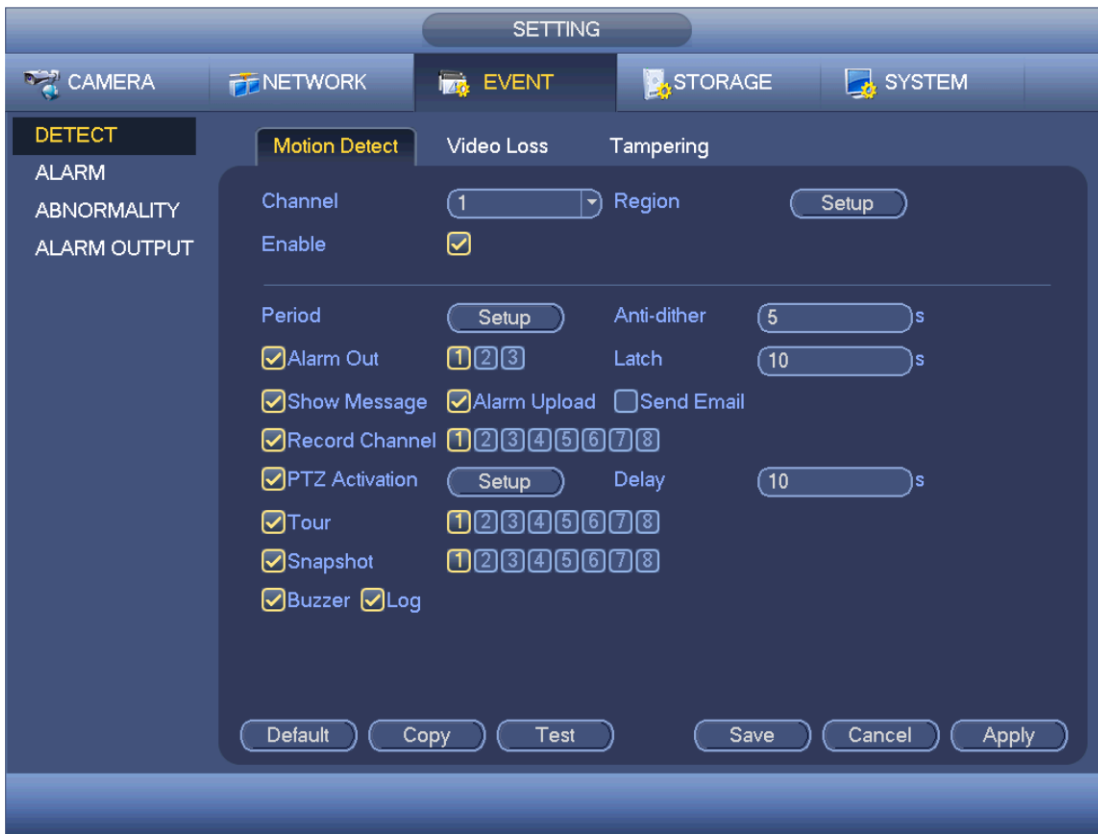 SETTING
CAMERA NETWORK EVENT STORAGE SYSTEM
DETECT
ALARM
ABNORMALITY
ALARM OUTPUT
Motion Detect Video Loss Tampering
Channel 1 Region Setup
Enable
Period Setup Anti-dither 5 s
Alarm Out 1 2 3 Latch 10 s
Show Message Alarm Upload Send Email
Record Channel 1 2 3 4 5 6 7 8
PTZ Activation Setup Delay 10 s
Tour 1 2 3 4 5 6 7 8
Snapshot 1 2 3 4 5 6 7 8
Buzzer Log
Default Copy Test Save Cancel Apply